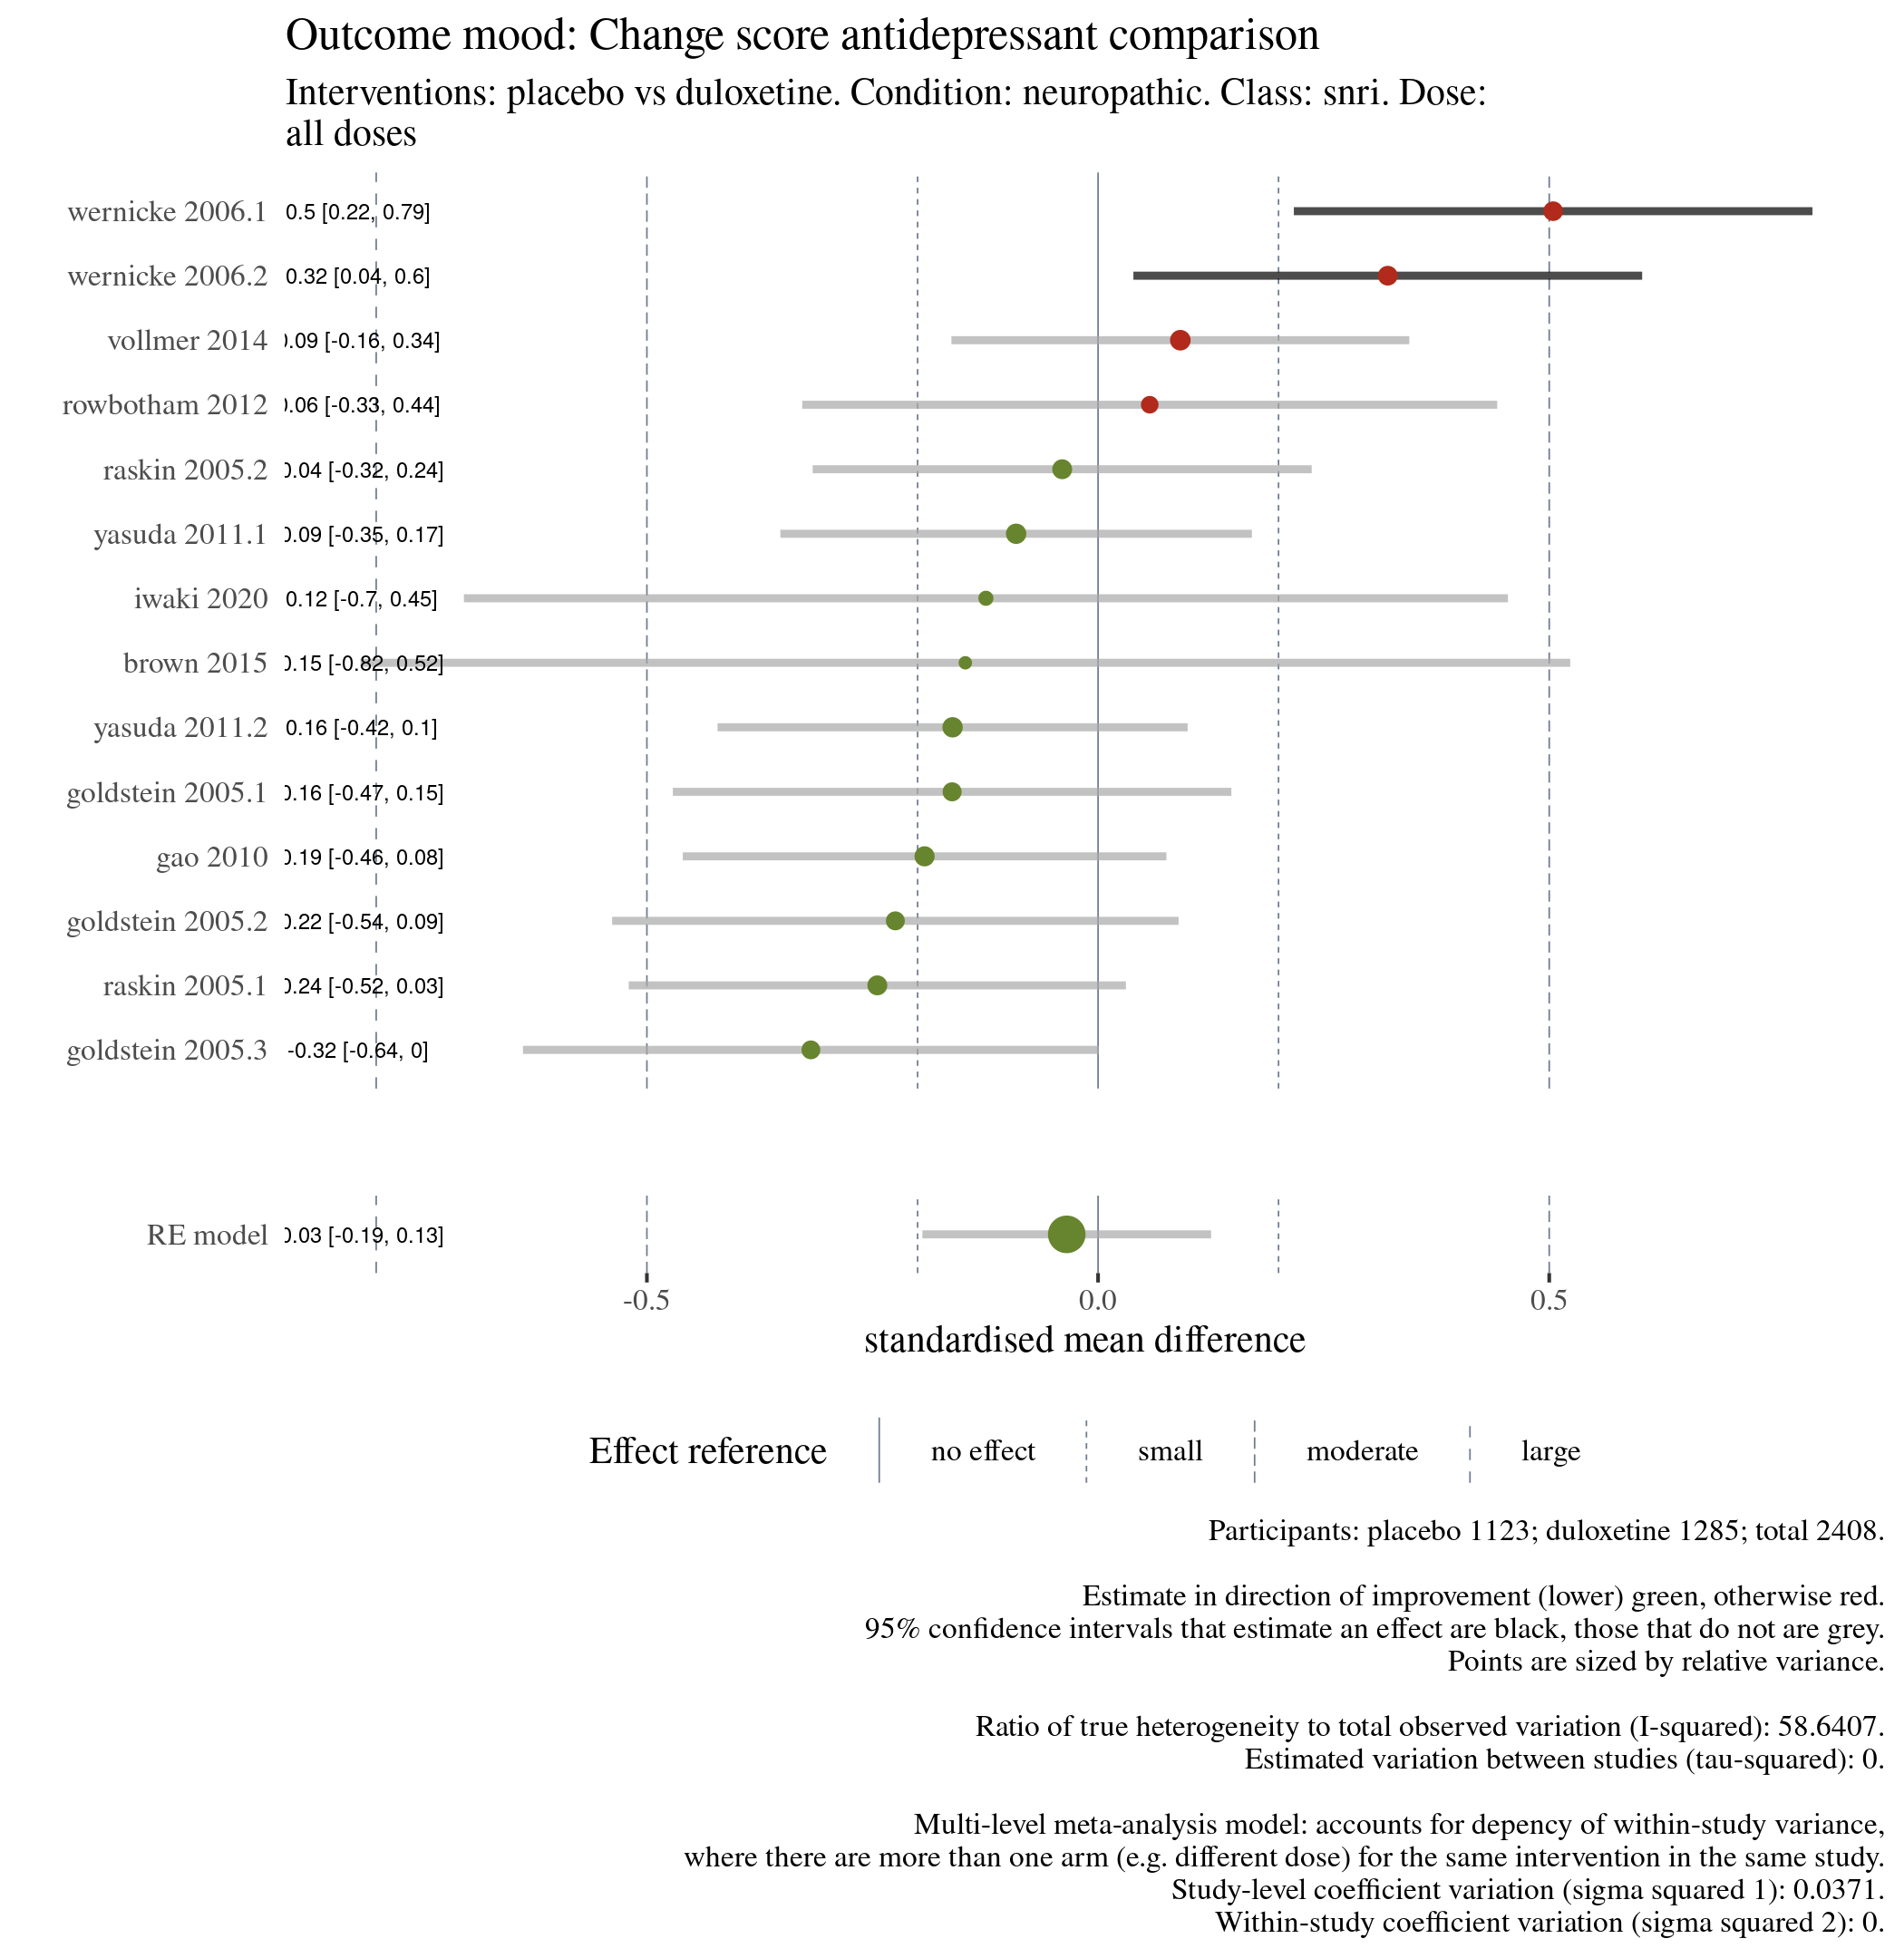 Outcome mood: Change score antidepressant comparison
Interventions: placebo vs duloxetine. Condition: neuropathic. Class: snri. Dose:
all doses
wernicke 2006.1 0.5 [0.22, 0.79]
wernicke 2006.2 0.32 [0.04, 0.6]
vollmer 2014 0.09 [-0.16, 0.34]
rowbotham 2012 0.06 [-0.33, 0.44]
raskin 2005.2 0.04 [-0.32, 0.24]
yasuda 2011.1 0.09 [-0.35, 0.17]
iwaki 2020 0.12 [-0.7, 0.45]
brown 2015 0.15 [-0.82, 0.52]
yasuda 2011.2 0.16 [-0.42, 0.1]
goldstein 2005.1 0.16 [-0.47, 0.15]
gao 2010 0.19 [-0.46, 0.08]
goldstein 2005.2 0.22 [-0.54, 0.09]
raskin 2005.1 0.24 [-0.52, 0.03]
goldstein 2005.3 -0.32 [-0.64, 0]
RE model 0.03 [-0.19, 0.13]
-0.5 0.0 0.5
standardised mean difference
Effect reference no effect small moderate large
Participants: placebo 1123; duloxetine 1285; total 2408.
Estimate in direction of improvement (lower) green, otherwise red.
95% confidence intervals that estimate an effect are black, those that do not are grey.
Points are sized by relative variance.
Ratio of true heterogeneity to total observed variation (I-squared): 58.6407.
Estimated variation between studies (tau-squared): 0.
Multi-level meta-analysis model: accounts for depency of within-study variance,
where there are more than one arm (e.g. different dose) for the same intervention in the same study.
Study-level coefficient variation (sigma squared 1): 0.0371.
Within-study coefficient variation (sigma squared 2): 0.